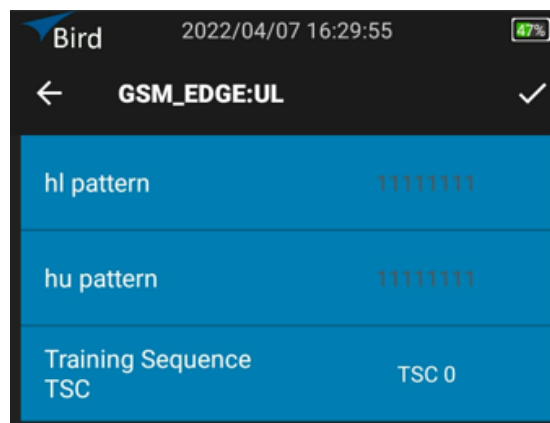 Bird 2022/04/07 16:29:55 47%
GSM_EDGE:UL
hl pattern 11111111
hu pattern 11111111
Training Sequence
TSC
TSC 0